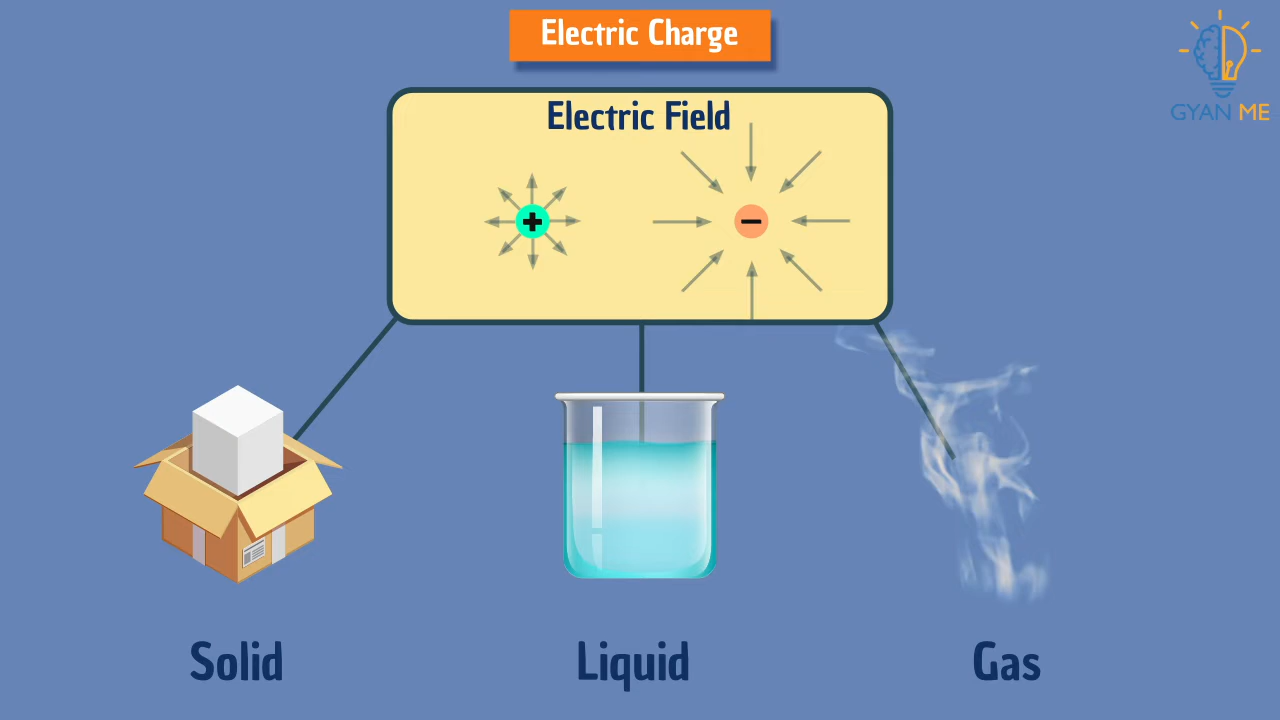 Electric Charge
GYAN ME
Electric Field
+
−
Solid
Liquid
Gas